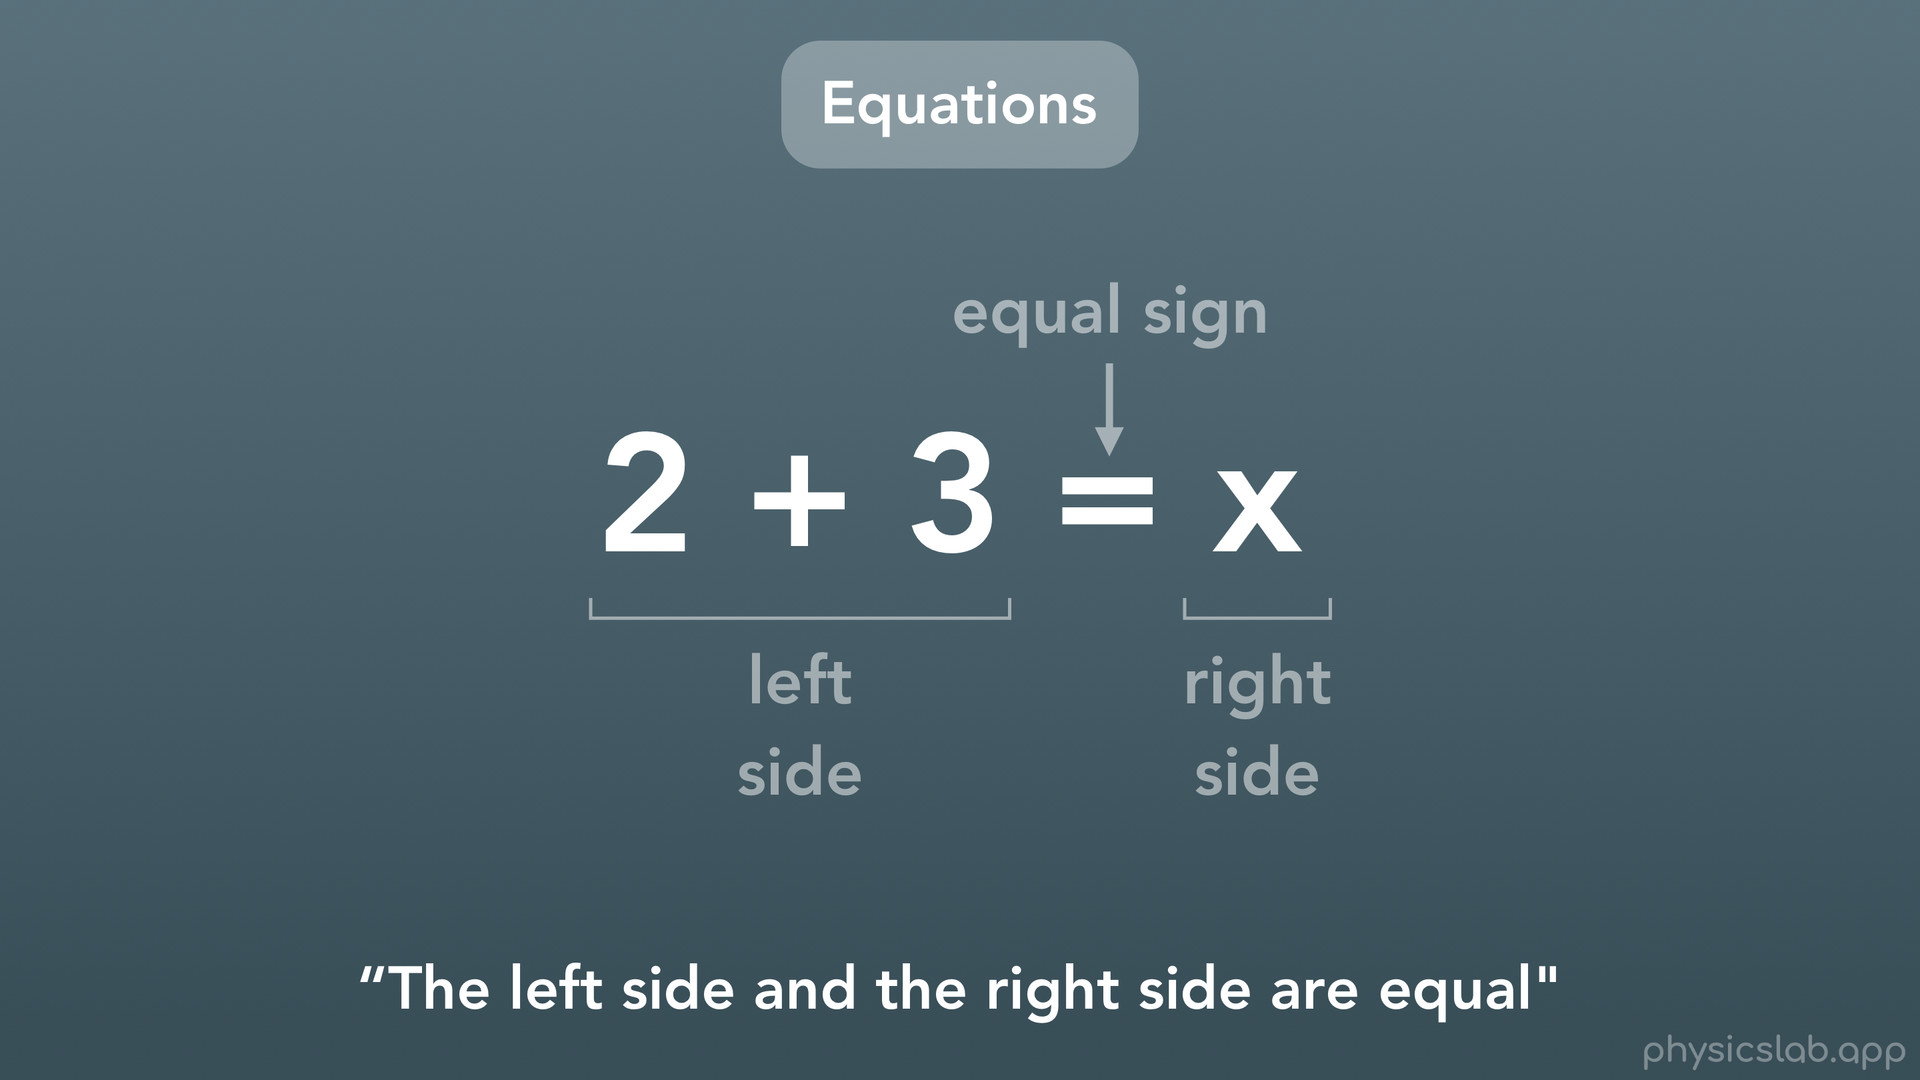 Equations
equal sign
2 + 3 = x
left
side
right
side
“The left side and the right side are equal"
physicslab.app